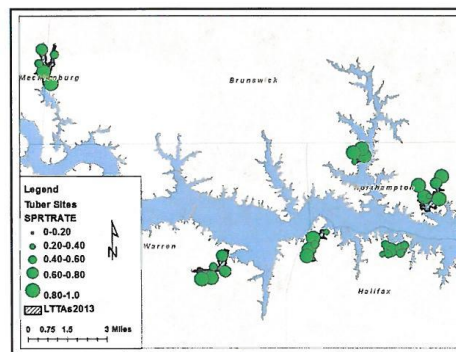 Mecklenburg
Brunswick
Northampton
Legend
Tuber Sites
SPRTRATE
0-0.20
0.20-0.40
0.40-0.60
0.60-0.80
0.80-1.0
LTTAs2013
N
Warren
Halifax
0 0.75 1.5 3 Miles